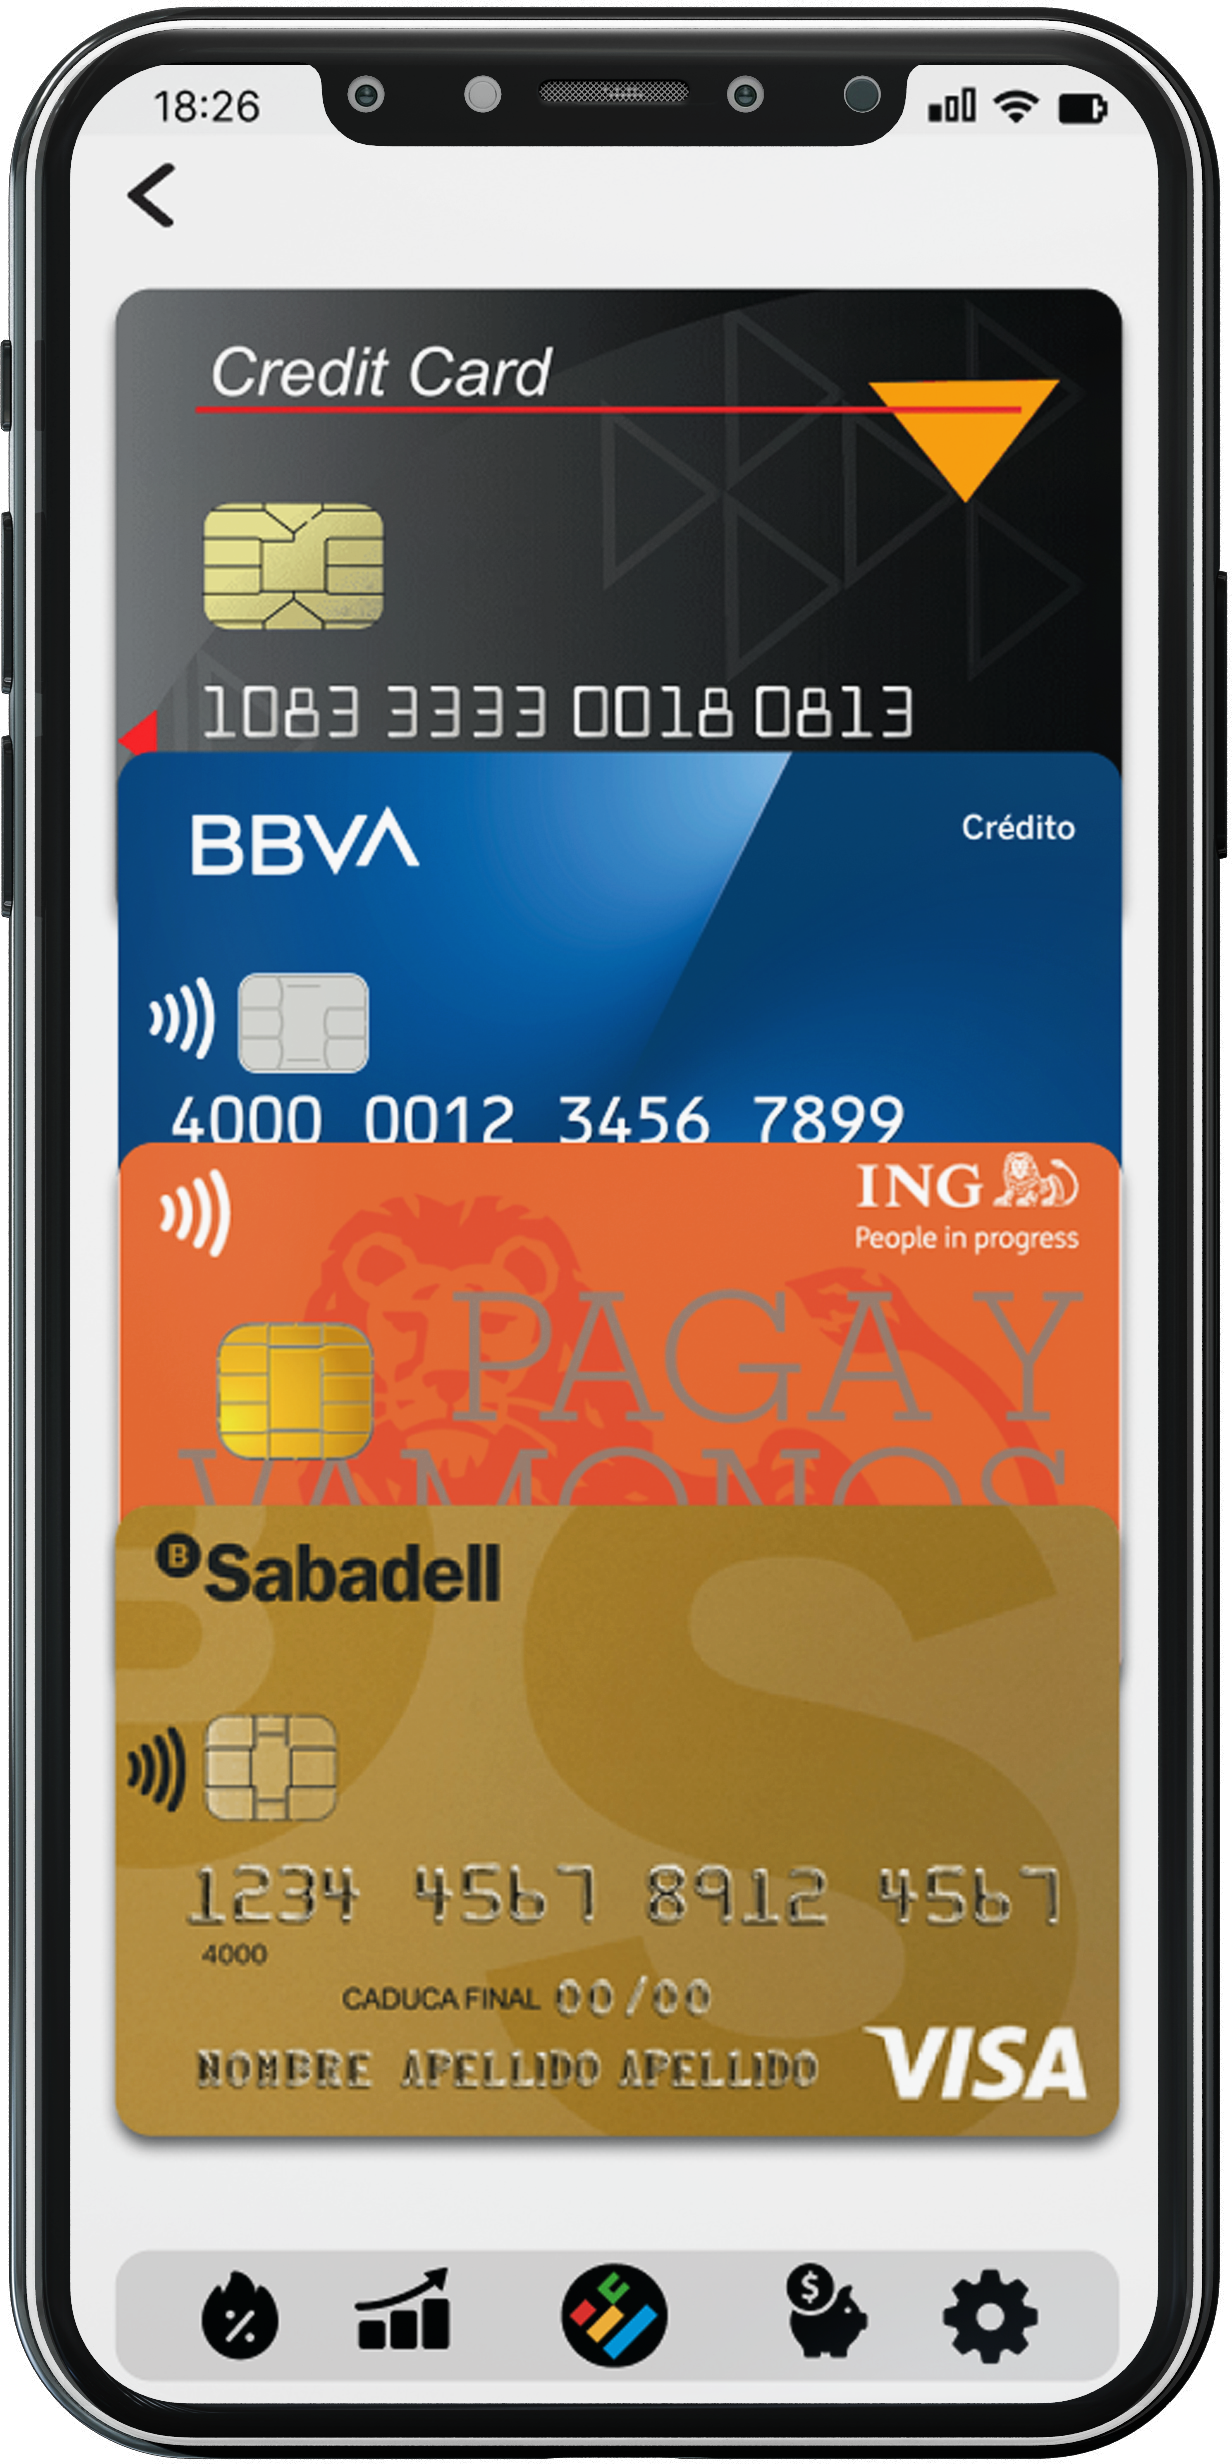 18:26
Credit Card
1083 3333 0018 0813
BBVA
Crédito
4000 0012 3456 7899
ING
People in progress
PAGA Y
VAMONOS
Sabadell
1234 4567 8912 4567
4000
CADUCA FINAL 00/00
NOMBRE APELLIDO APELLIDO
VISA